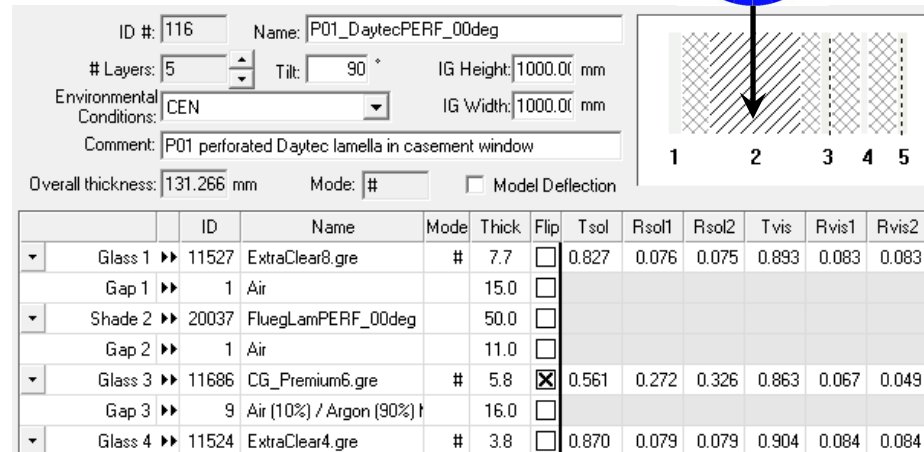 ID #: 116 Name: P01_DaytecPERF_00deg
# Layers: 5 Tilt: 90 ° IG Height: 1000.00 mm
Environmental Conditions: CEN IG Width: 1000.00 mm
Comment: P01 perforated Daytec lamella in casement window
Overall thickness: 131.266 mm Mode: # Model Deflection
1 2 3 4 5
ID Name Mode Thick Flip Tsol Rsol1 Rsol2 Tvis Rvis1 Rvis2
Glass 1 11527 ExtraClear8.gre # 7.7 0.827 0.076 0.075 0.893 0.083 0.083
Gap 1 1 Air 15.0
Shade 2 20037 FluegLamPERF_00deg 50.0
Gap 2 1 Air 11.0
Glass 3 11686 CG_Premium6.gre # 5.8 0.561 0.272 0.326 0.863 0.067 0.049
Gap 3 9 Air (10%) / Argon (90%) 16.0
Glass 4 11524 ExtraClear4.gre # 3.8 0.870 0.079 0.079 0.904 0.084 0.084